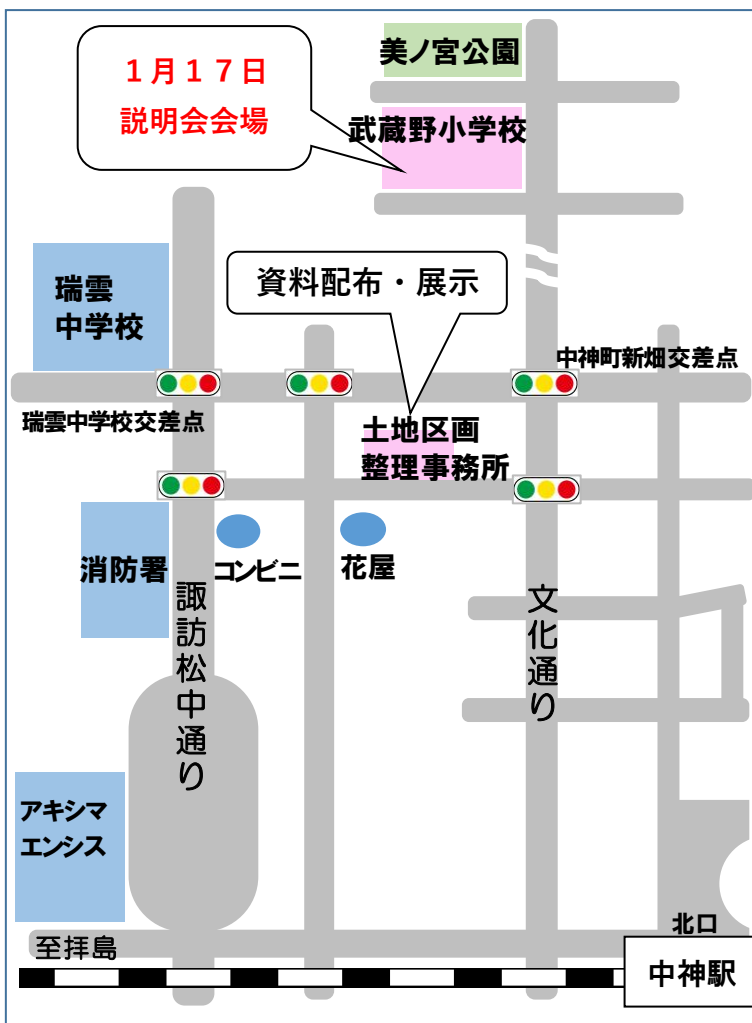 美ノ宮公園
１月１７日
説明会会場
武蔵野小学校
瑞雲
中学校
資料配布・展示
中神町新畑交差点
瑞雲中学校交差点
土地区画
整理事務所
消防署
コンビニ
花屋
諏訪松中通り
文化通り
アキシマ
エンシス
北口
至拝島
中神駅